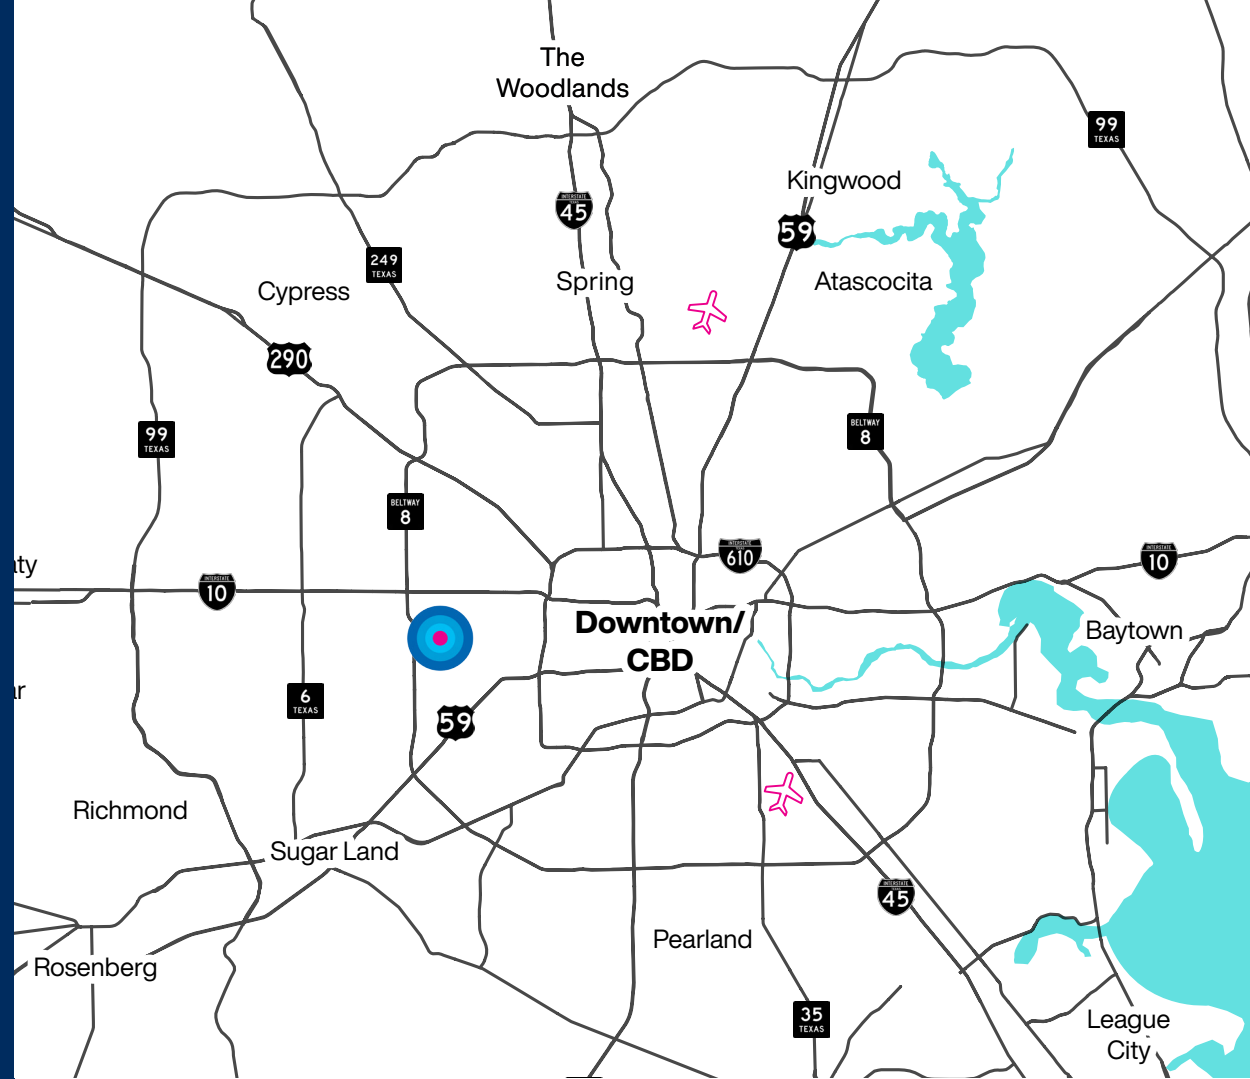 The
Woodlands
99
TEXAS
Kingwood
INTERSTATE
45
59
249
TEXAS
Cypress
Spring
Atascocita
290
99
TEXAS
BELTWAY
8
BELTWAY
8
INTERSTATE
610
INTERSTATE
10
aty
INTERSTATE
10
Downtown/
CBD
Baytown
ar
6
TEXAS
59
Richmond
Sugar Land
INTERSTATE
45
Pearland
Rosenberg
35
TEXAS
League
City